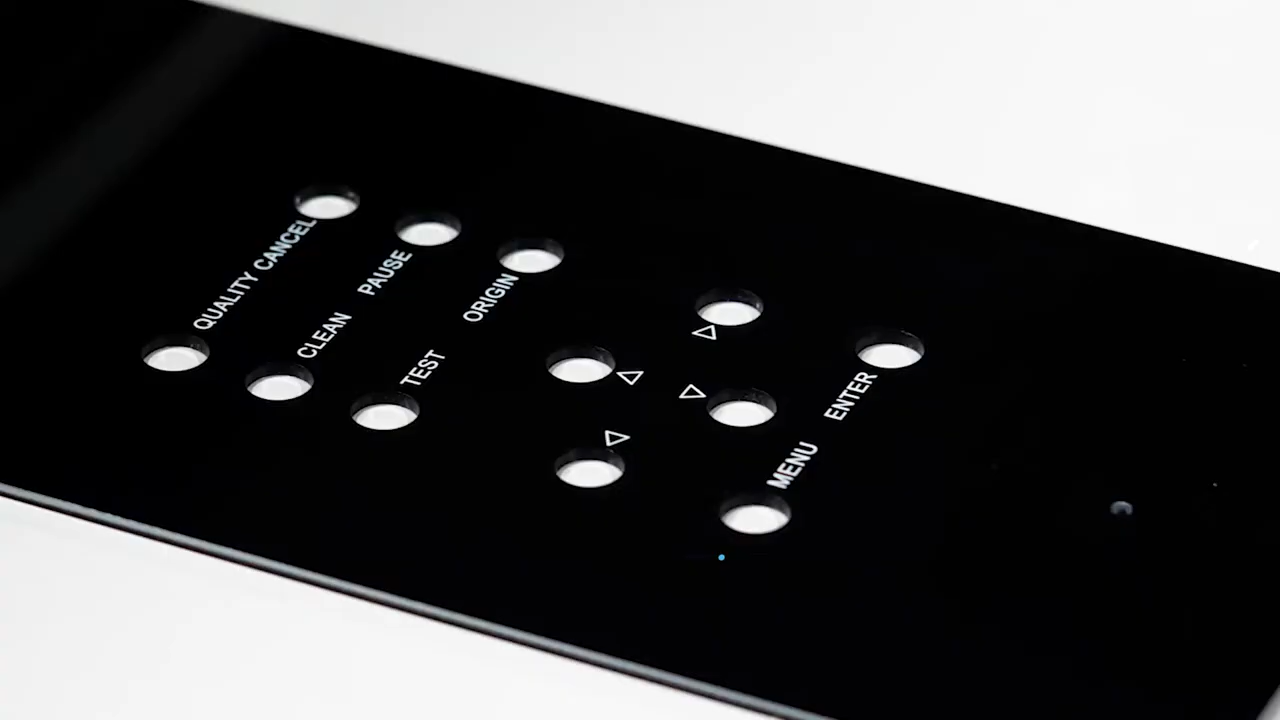 QUALITY
CANCEL
CLEAN
PAUSE
TEST
ORIGIN
MENU
ENTER